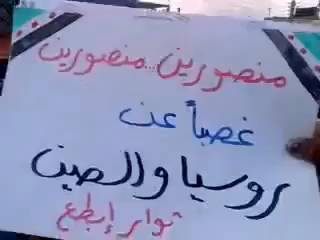 منصورين.. منصورين
غصباً عن
روسيا والصين
ثوار إبطع